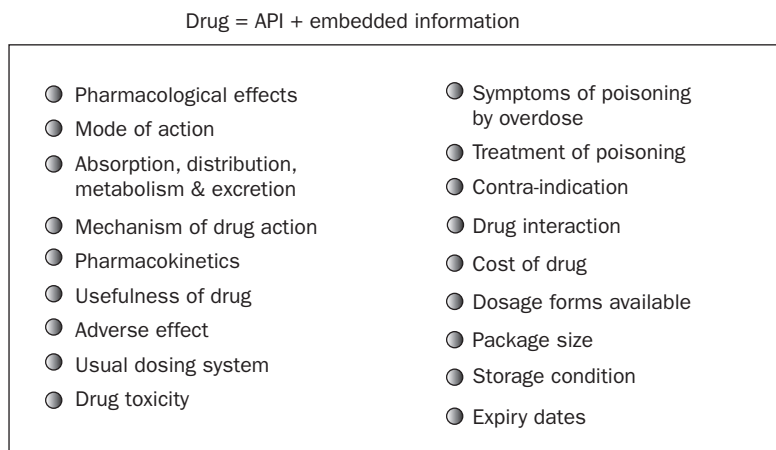 Drug = API + embedded information
Pharmacological effects
Mode of action
Absorption, distribution,
metabolism & excretion
Mechanism of drug action
Pharmacokinetics
Usefulness of drug
Adverse effect
Usual dosing system
Drug toxicity
Symptoms of poisoning
by overdose
Treatment of poisoning
Contra-indication
Drug interaction
Cost of drug
Dosage forms available
Package size
Storage condition
Expiry dates